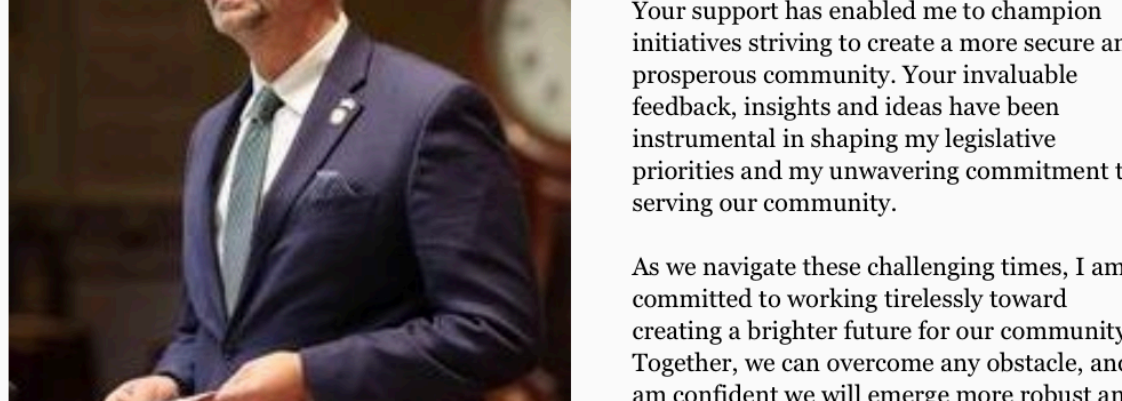 Your support has enabled me to champion
initiatives striving to create a more secure
prosperous community. Your invaluable
feedback, insights and ideas have been
instrumental in shaping my legislative
priorities and my unwavering commitment
serving our community.
As we navigate these challenging times, I am
committed to working tirelessly toward
creating a brighter future for our community
Together, we can overcome any obstacle,
am confident we will emerge more robust